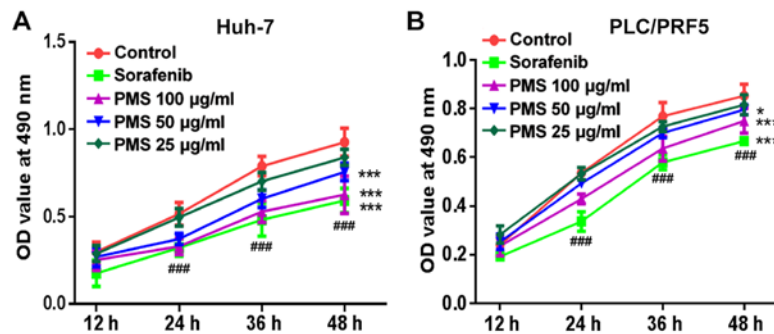 A
Huh-7
OD value at 490 nm
1.5
1.0
0.5
0.0
Control
Sorafenib
PMS 100 µg/ml
PMS 50 µg/ml
PMS 25 µg/ml
***
***
***
###
###
###
12 h
24 h
36 h
48 h
B
PLC/PRF5
OD value at 490 nm
1.0
0.8
0.6
0.4
0.2
0.0
Control
Sorafenib
PMS 100 µg/ml
PMS 50 µg/ml
PMS 25 µg/ml
*
***
***
###
###
###
12 h
24 h
36 h
48 h